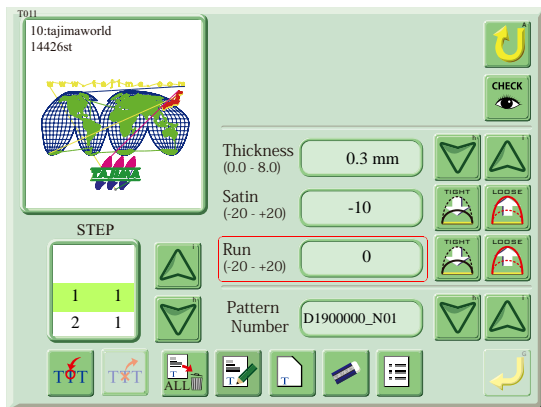 T011
10:tajimaworld
14426st
www.tajima.com
TAJIMA
CHECK
Thickness
(0.0 - 8.0)
0.3 mm
h
i
Satin
(-20 - +20)
-10
TIGHT
LOOSE
STEP
Run
(-20 - +20)
0
TIGHT
LOOSE
i
1 1
2 1
h
Pattern
Number
D1900000_N01
h
i
T T T
T T T
T
ALL
T
T
G